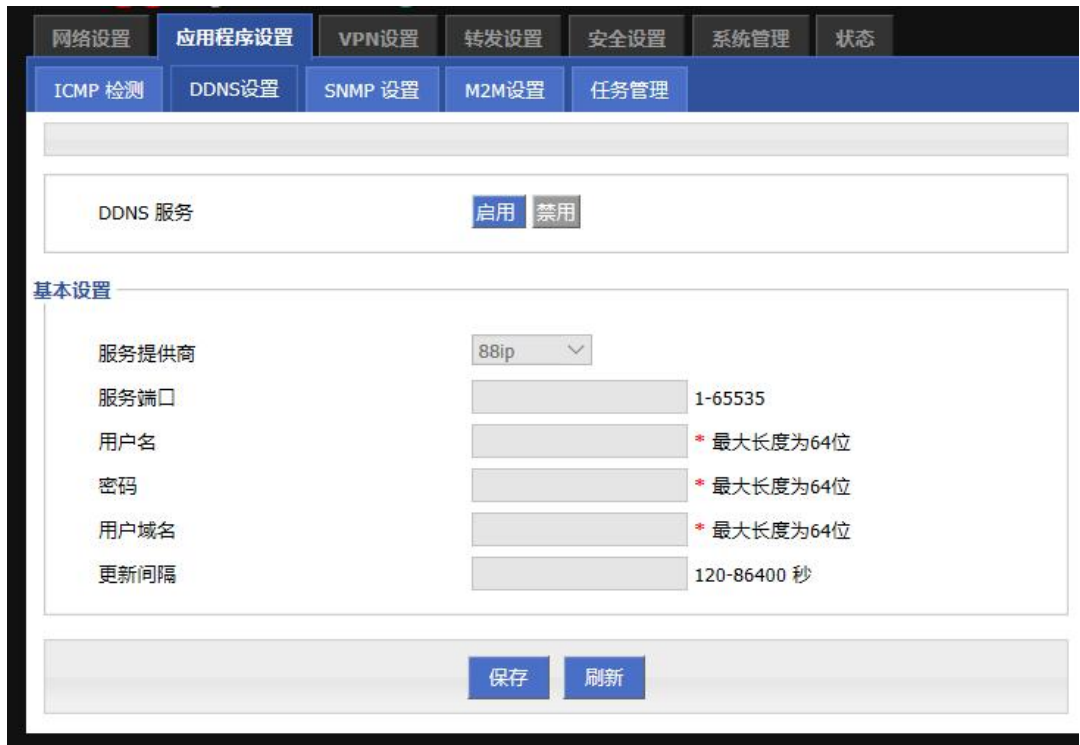 网络设置 应用程序设置 VPN设置 转发设置 安全设置 系统管理 状态
ICMP 检测 DDNS设置 SNMP 设置 M2M设置 任务管理
DDNS 服务 启用 禁用
基本设置
服务提供商 88ip
服务端口 1-65535
用户名 * 最大长度为64位
密码 * 最大长度为64位
用户域名 * 最大长度为64位
更新间隔 120-86400 秒
保存 刷新